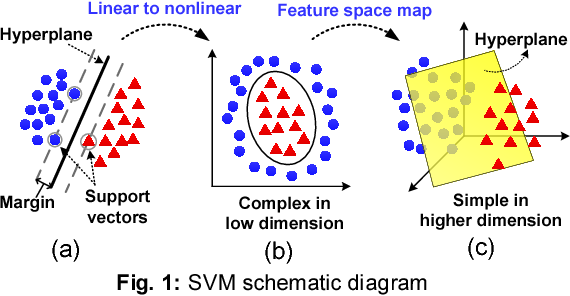 Linear to nonlinear
Feature space map
Hyperplane
Hyperplane
Margin
Support
vectors
Complex in
low dimension
Simple in
higher dimension
(a)
(b)
(c)
Fig. 1: SVM schematic diagram